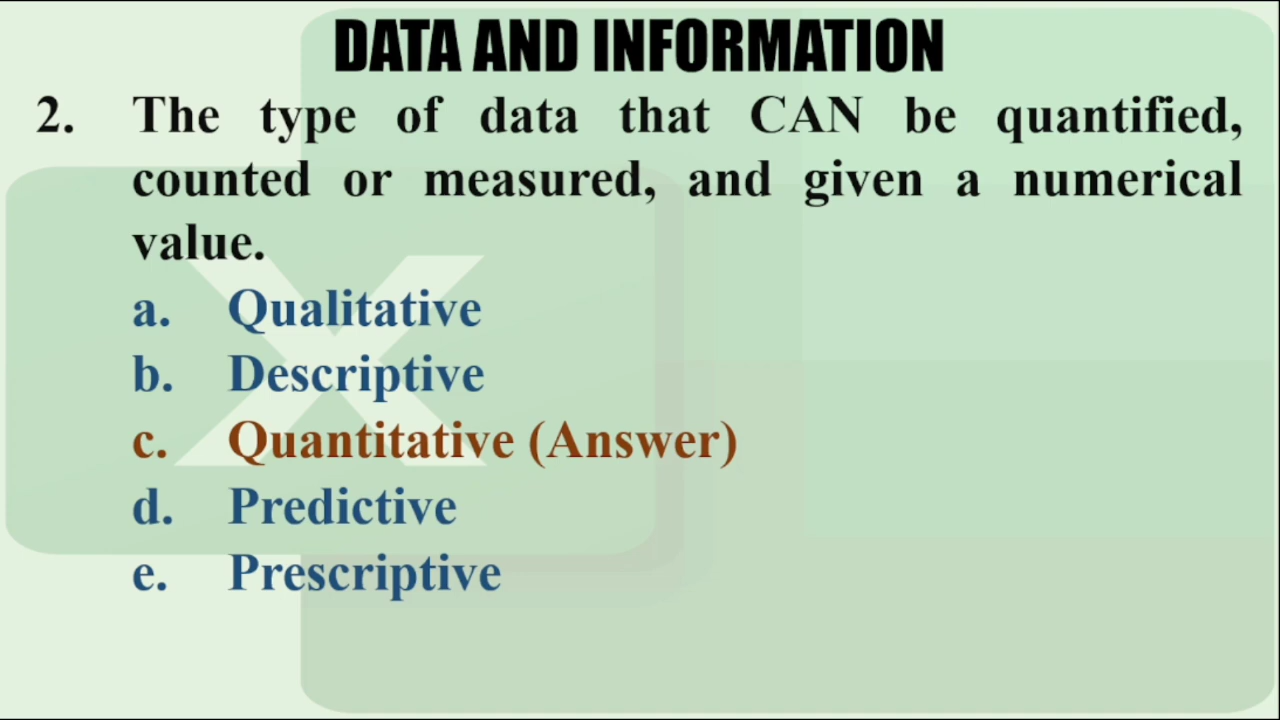 DATA AND INFORMATION
2. The type of data that CAN be quantified,
counted or measured, and given a numerical
value.
a. Qualitative
b. Descriptive
c. Quantitative (Answer)
d. Predictive
e. Prescriptive